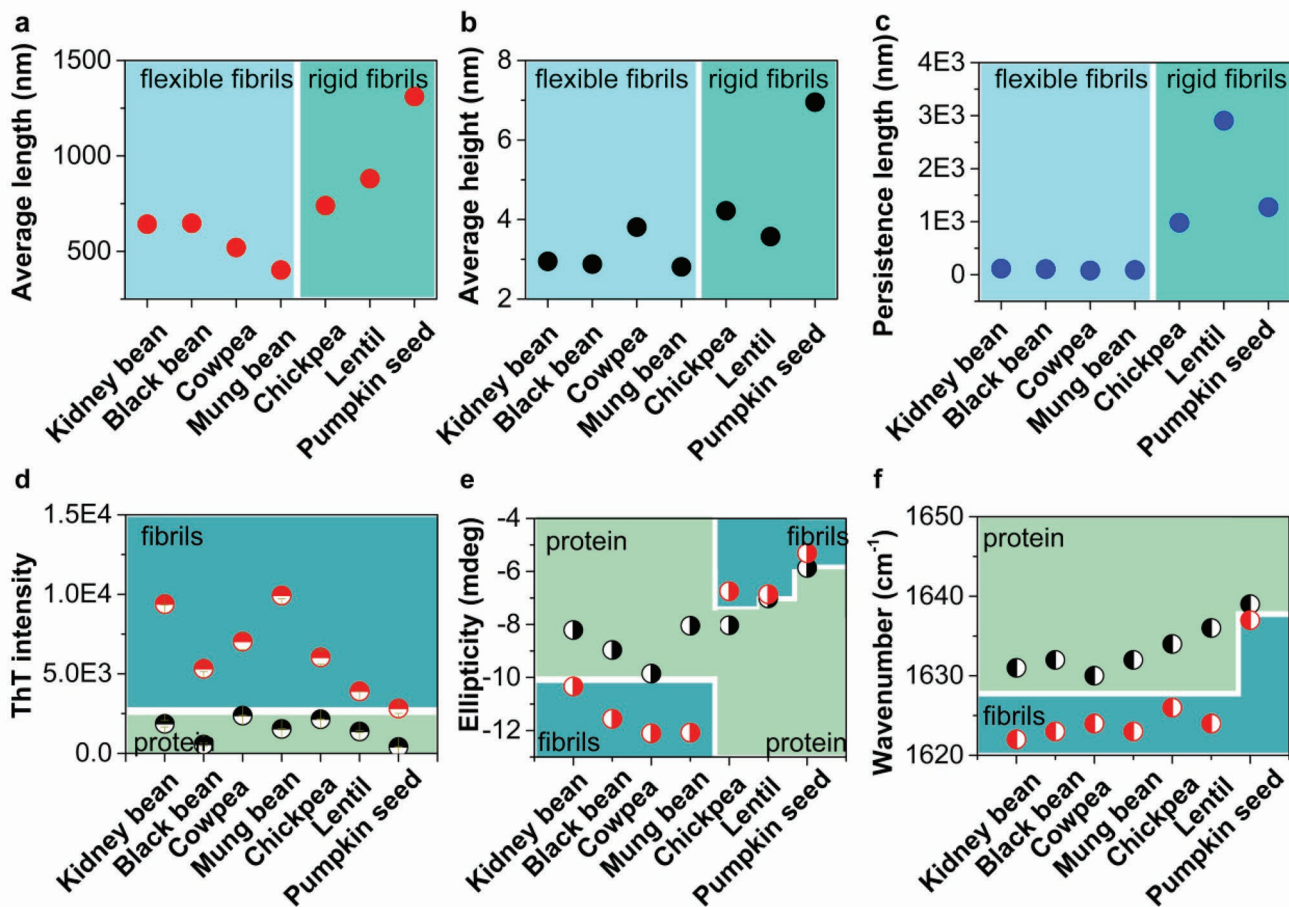 a
Average length (nm)
1500
1000
500
flexible fibrils
rigid fibrils
Kidney bean
Black bean
Cowpea
Mung bean
Chickpea
Lentil
Pumpkin seed
b
Average height (nm)
8
6
4
2
flexible fibrils
rigid fibrils
Kidney bean
Black bean
Cowpea
Mung bean
Chickpea
Lentil
Pumpkin seed
c
Persistence length (nm)
4E3
3E3
2E3
1E3
0
flexible fibrils
rigid fibrils
Kidney bean
Black bean
Cowpea
Mung bean
Chickpea
Lentil
Pumpkin seed
d
ThT intensity
1.5E4
1.0E4
5.0E3
0.0
fibrils
protein
Kidney bean
Black bean
Cowpea
Mung bean
Chickpea
Lentil
Pumpkin seed
e
Ellipticity (mdeg)
-4
-6
-8
-10
-12
protein
fibrils
fibrils
protein
Kidney bean
Black bean
Cowpea
Mung bean
Chickpea
Lentil
Pumpkin seed
f
Wavenumber (cm⁻¹)
1650
1640
1630
1620
protein
fibrils
Kidney bean
Black bean
Cowpea
Mung bean
Chickpea
Lentil
Pumpkin seed